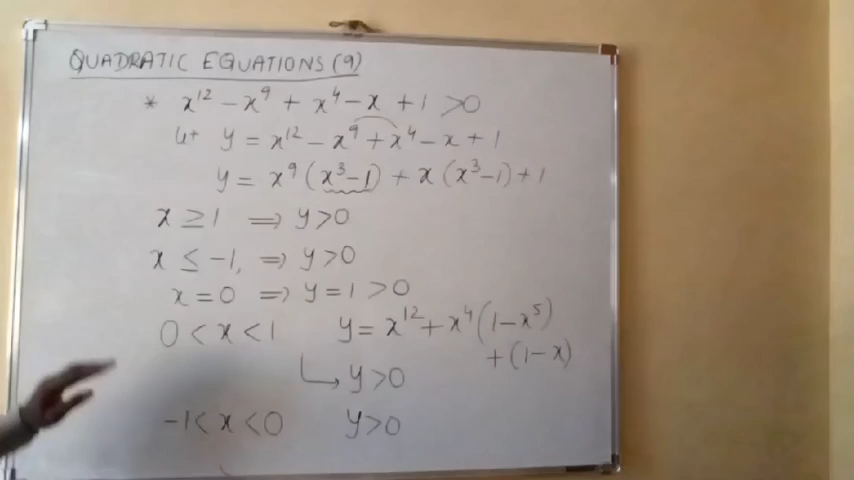 QUADRATIC EQUATIONS (9)
* x¹² − x⁹ + x⁴ − x + 1 > 0
Let y = x¹² − x⁹ + x⁴ − x + 1
y = x⁹ (x³ − 1) + x (x³ − 1) + 1
x ≥ 1 ⟹ y > 0
x ≤ −1, ⟹ y > 0
x = 0 ⟹ y = 1 > 0
0 < x < 1 y = x¹² + x⁴ (1 − x⁵)
+ (1 − x)
↳ y > 0
−1 < x < 0 y > 0